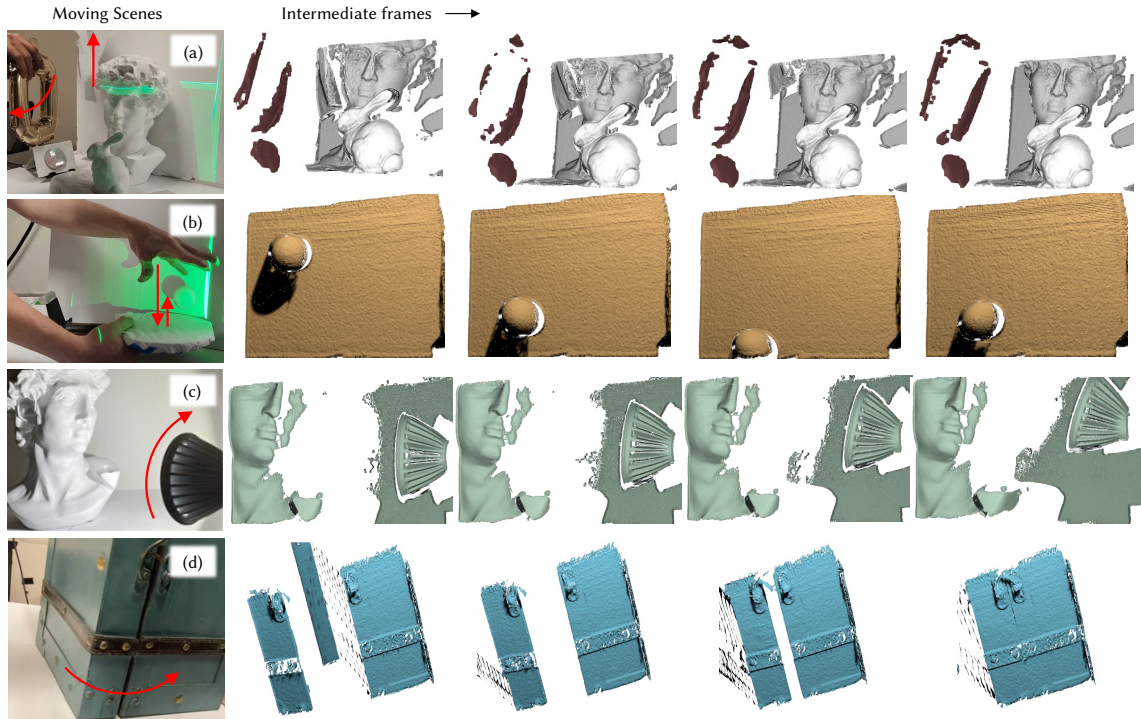 Moving Scenes
Intermediate frames
(a)
(b)
(c)
(d)